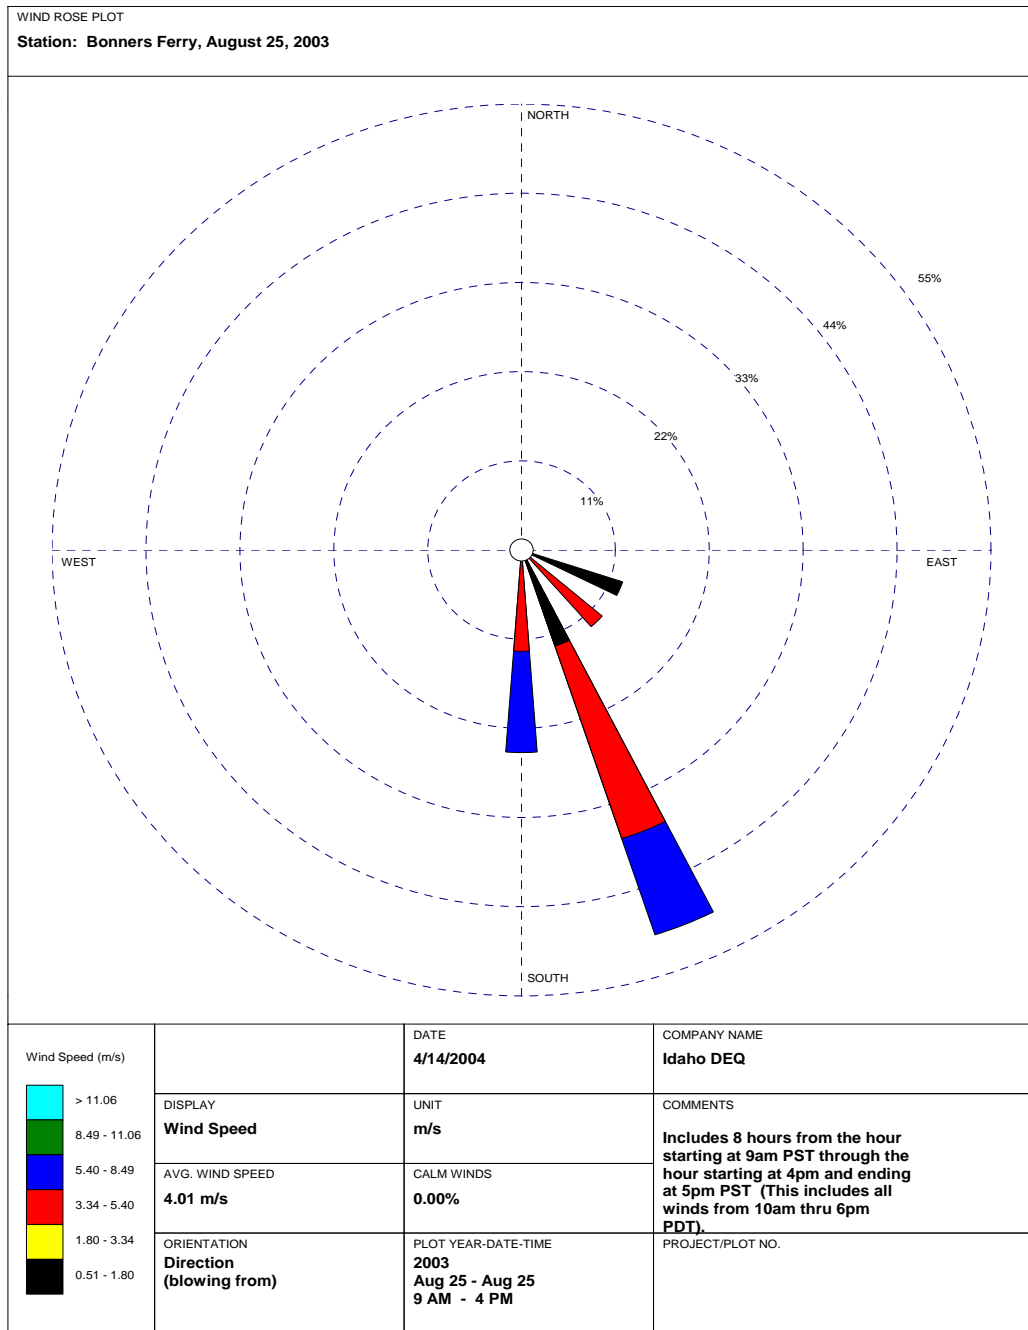 WIND ROSE PLOT
Station: Bonners Ferry, August 25, 2003
NORTH
55%
44%
33%
22%
11%
WEST
EAST
SOUTH
Wind Speed (m/s)
> 11.06
8.49 - 11.06
5.40 - 8.49
3.34 - 5.40
1.80 - 3.34
0.51 - 1.80
DATE
4/14/2004
COMPANY NAME
Idaho DEQ
DISPLAY
Wind Speed
UNIT
m/s
COMMENTS
Includes 8 hours from the hour
starting at 9am PST through the
hour starting at 4pm and ending
at 5pm PST (This includes all
winds from 10am thru 6pm
PDT).
AVG. WIND SPEED
4.01 m/s
CALM WINDS
0.00%
ORIENTATION
Direction
(blowing from)
PLOT YEAR-DATE-TIME
2003
Aug 25 - Aug 25
9 AM - 4 PM
PROJECT/PLOT NO.